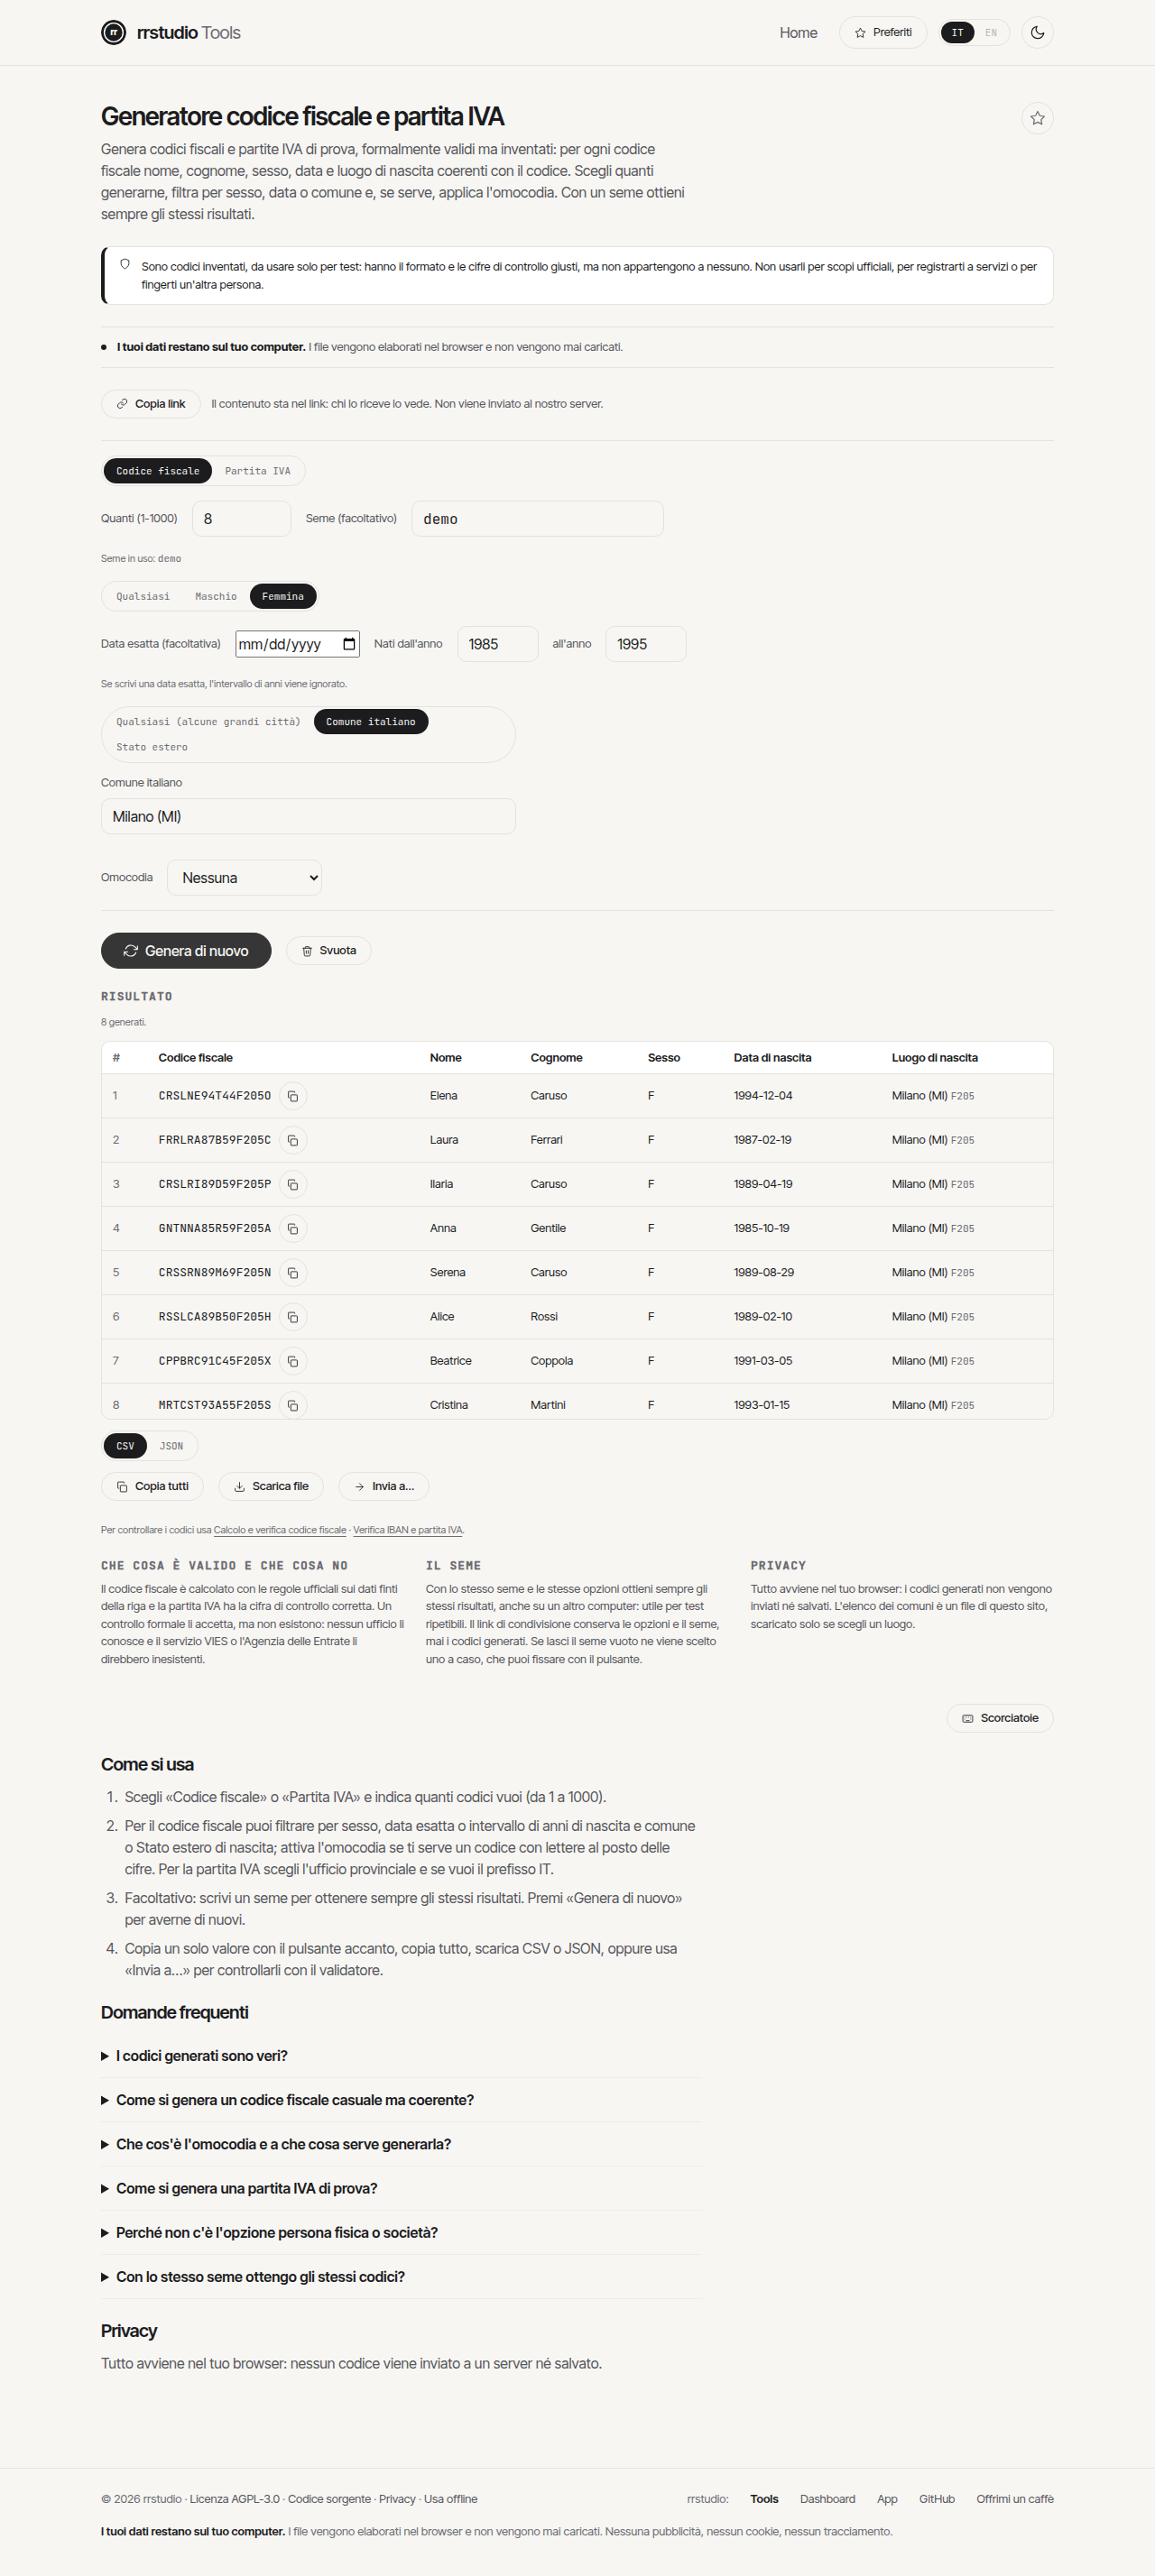 rr rrstudio Tools
Home
Preferiti
IT EN
Generatore codice fiscale e partita IVA
Genera codici fiscali e partite IVA di prova, formalmente validi ma inventati: per ogni codice
fiscale nome, cognome, sesso, data e luogo di nascita coerenti con il codice. Scegli quanti
generarne, filtra per sesso, data o comune e, se serve, applica l'omocodia. Con un seme ottieni
sempre gli stessi risultati.
Sono codici inventati, da usare solo per test: hanno il formato e le cifre di controllo giusti, ma non appartengono a nessuno. Non usarli per scopi ufficiali, per registrarti a servizi o per
fingerti un'altra persona.
I tuoi dati restano sul tuo computer. I file vengono elaborati nel browser e non vengono mai caricati.
Copia link Il contenuto sta nel link: chi lo riceve lo vede. Non viene inviato al nostro server.
Codice fiscale Partita IVA
Quanti (1-1000) 8 Seme (facoltativo) demo
Seme in uso: demo
Qualsiasi Maschio Femmina
Data esatta (facoltativa) mm/dd/yyyy Nati dall'anno 1985 all'anno 1995
Se scrivi una data esatta, l'intervallo di anni viene ignorato.
Qualsiasi (alcune grandi città) Comune italiano
Stato estero
Comune italiano
Milano (MI)
Omocodia Nessuna
Genera di nuovo Svuota
RISULTATO
8 generati.
# Codice fiscale Nome Cognome Sesso Data di nascita Luogo di nascita
1 CRSLNE94T44F205O Elena Caruso F 1994-12-04 Milano (MI) F205
2 FRRLRA87B59F205C Laura Ferrari F 1987-02-19 Milano (MI) F205
3 CRSLRI89D59F205P Ilaria Caruso F 1989-04-19 Milano (MI) F205
4 GNTNNA85R59F205A Anna Gentile F 1985-10-19 Milano (MI) F205
5 CRSSRN89M69F205N Serena Caruso F 1989-08-29 Milano (MI) F205
6 RSSLCA89B50F205H Alice Rossi F 1989-02-10 Milano (MI) F205
7 CPPBRC91C45F205X Beatrice Coppola F 1991-03-05 Milano (MI) F205
8 MRTCST93A55F205S Cristina Martini F 1993-01-15 Milano (MI) F205
CSV JSON
Copia tutti Scarica file Invia a…
Per controllare i codici usa Calcolo e verifica codice fiscale · Verifica IBAN e partita IVA.
CHE COSA È VALIDO E CHE COSA NO
Il codice fiscale è calcolato con le regole ufficiali sui dati finti
della riga e la partita IVA ha la cifra di controllo corretta. Un
controllo formale li accetta, ma non esistono: nessun ufficio li
conosce e il servizio VIES o l'Agenzia delle Entrate li
direbbero inesistenti.
IL SEME
Con lo stesso seme e le stesse opzioni ottieni sempre gli
stessi risultati, anche su un altro computer: utile per test
ripetibili. Il link di condivisione conserva le opzioni e il seme,
mai i codici generati. Se lasci il seme vuoto ne viene scelto
uno a caso, che puoi fissare con il pulsante.
PRIVACY
Tutto avviene nel tuo browser: i codici generati non vengono
inviati né salvati. L'elenco dei comuni è un file di questo sito,
scaricato solo se scegli un luogo.
Scorciatoie
Come si usa
1. Scegli «Codice fiscale» o «Partita IVA» e indica quanti codici vuoi (da 1 a 1000).
2. Per il codice fiscale puoi filtrare per sesso, data esatta o intervallo di anni di nascita e comune
o Stato estero di nascita; attiva l'omocodia se ti serve un codice con lettere al posto delle
cifre. Per la partita IVA scegli l'ufficio provinciale e se vuoi il prefisso IT.
3. Facoltativo: scrivi un seme per ottenere sempre gli stessi risultati. Premi «Genera di nuovo»
per averne di nuovi.
4. Copia un solo valore con il pulsante accanto, copia tutto, scarica CSV o JSON, oppure usa
«Invia a…» per controllarli con il validatore.
Domande frequenti
I codici generati sono veri?
Come si genera un codice fiscale casuale ma coerente?
Che cos'è l'omocodia e a che cosa serve generarla?
Come si genera una partita IVA di prova?
Perché non c'è l'opzione persona fisica o società?
Con lo stesso seme ottengo gli stessi codici?
Privacy
Tutto avviene nel tuo browser: nessun codice viene inviato a un server né salvato.
© 2026 rrstudio · Licenza AGPL-3.0 · Codice sorgente · Privacy · Usa offline
rrstudio: Tools Dashboard App GitHub Offrimi un caffè
I tuoi dati restano sul tuo computer. I file vengono elaborati nel browser e non vengono mai caricati. Nessuna pubblicità, nessun cookie, nessun tracciamento.